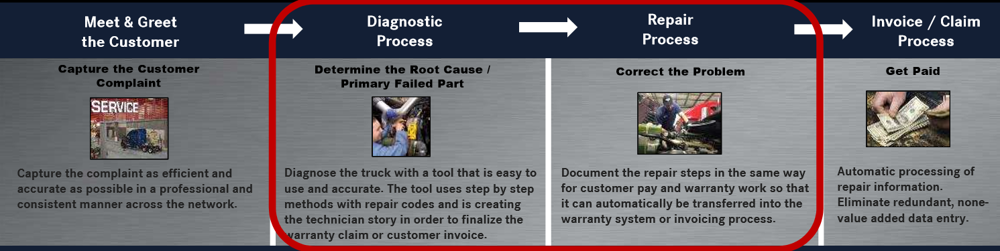 Meet & Greet
the Customer
Diagnostic
Process
Repair
Process
Invoice / Claim
Process
Capture the Customer
Complaint
SERVICE
Capture the complaint as efficient and
accurate as possible in a professional and
consistent manner across the network.
Determine the Root Cause /
Primary Failed Part
Diagnose the truck with a tool that is easy to
use and accurate. The tool uses step by step
methods with repair codes and is creating
the technician story in order to finalize the
warranty claim or customer invoice.
Correct the Problem
Document the repair steps in the same way
for customer pay and warranty work so that
it can automatically be transferred into the
warranty system or invoicing process.
Get Paid
Automatic processing of
repair information.
Eliminate redundant, none-
value added data entry.